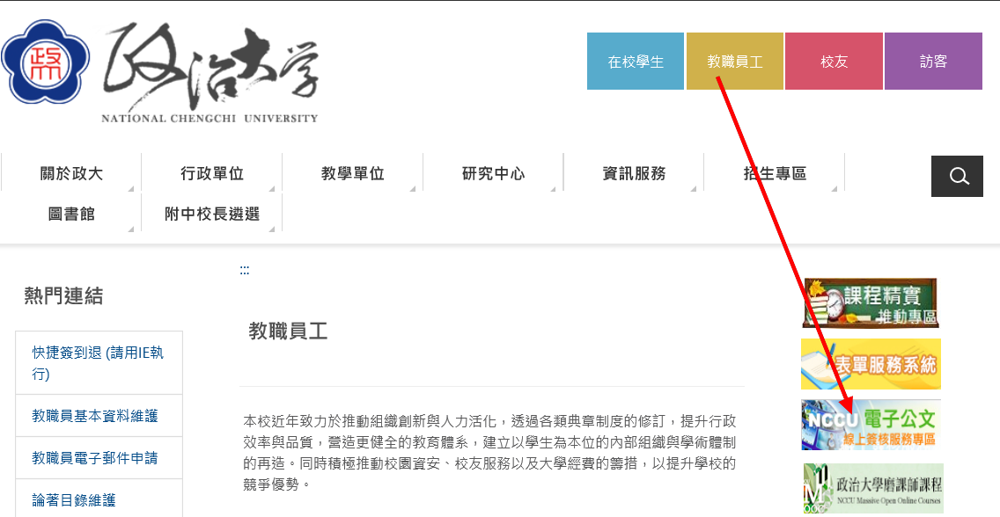 政治大学
NATIONAL CHENGCHI UNIVERSITY
在校學生
教職員工
校友
訪客
關於政大
行政單位
教學單位
研究中心
資訊服務
招生專區
圖書館
附中校長遴選
:::
熱門連結
快捷簽到退 (請用IE執
行)
教職員基本資料維護
教職員電子郵件申請
論著目錄維護
教職員工
本校近年致力於推動組織創新與人力活化，透過各類典章制度的修訂，提升行政
效率與品質，營造更健全的教育體系，建立以學生為本位的內部組織與學術體制
的再造。同時積極推動校園資安、校友服務以及大學經費的籌措，以提升學校的
競爭優勢。
課程精實
推動專區
表單服務系統
NCCU 電子公文
線上簽核服務專區
政治大學磨課師課程
NCCU Massive Open Online Courses